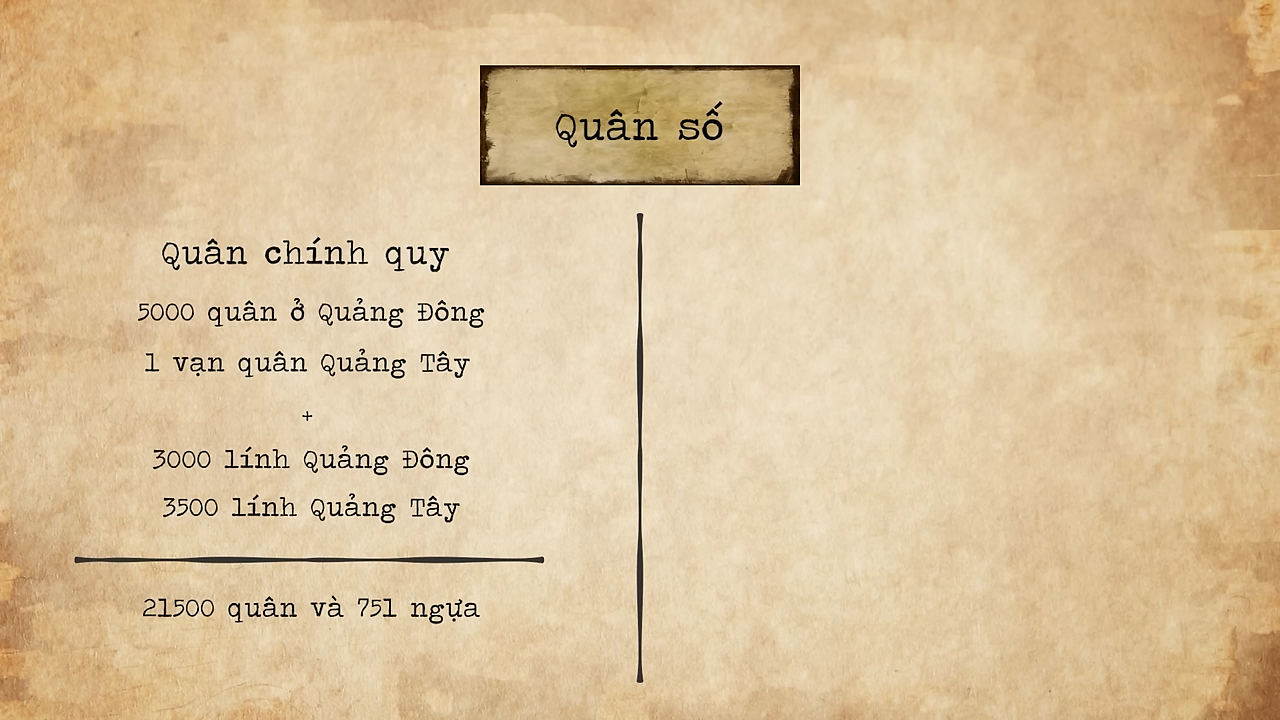 Quân số
Quân chính quy
5000 quân ở Quảng Đông
1 vạn quân Quảng Tây
+
3000 lính Quảng Đông
3500 lính Quảng Tây
21500 quân và 751 ngựa